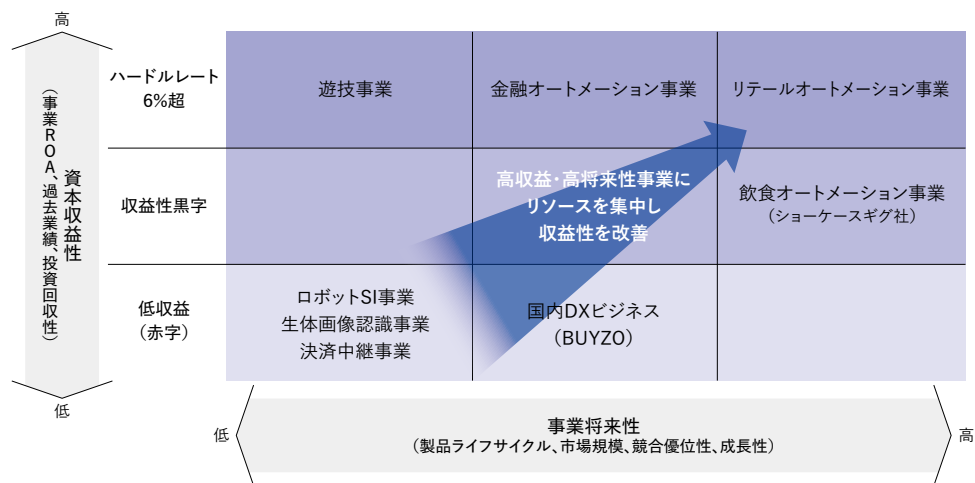 高
資本収益性
（事業ROA、過去業績、投資回収性）
低
ハードルレート
6%超
遊技事業
金融オートメーション事業
リテールオートメーション事業
収益性黒字
高収益・高将来性事業に
リソースを集中し
収益性を改善
飲食オートメーション事業
（ショーケースギグ社）
低収益
（赤字）
ロボットSI事業
生体画像認識事業
決済中継事業
国内DXビジネス
（BUYZO）
低
事業将来性
（製品ライフサイクル、市場規模、競合優位性、成長性）
高